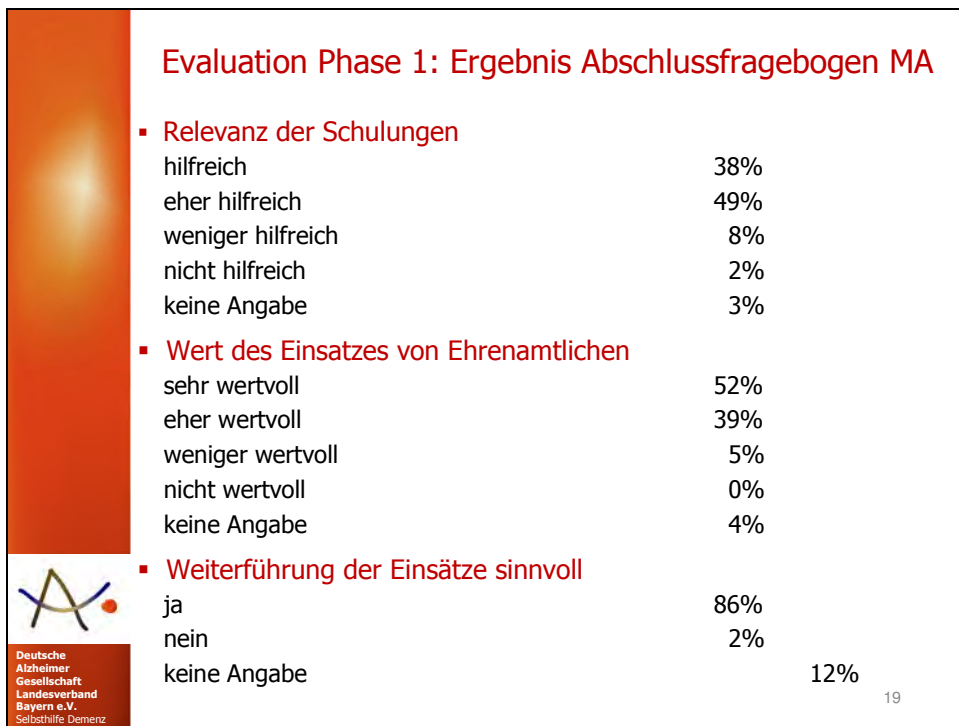 Evaluation Phase 1: Ergebnis Abschlussfragebogen MA
▪ Relevanz der Schulungen
hilfreich 38%
eher hilfreich 49%
weniger hilfreich 8%
nicht hilfreich 2%
keine Angabe 3%
▪ Wert des Einsatzes von Ehrenamtlichen
sehr wertvoll 52%
eher wertvoll 39%
weniger wertvoll 5%
nicht wertvoll 0%
keine Angabe 4%
▪ Weiterführung der Einsätze sinnvoll
ja 86%
nein 2%
keine Angabe 12%
Deutsche
Alzheimer
Gesellschaft
Landesverband
Bayern e.V.
Selbsthilfe Demenz
19